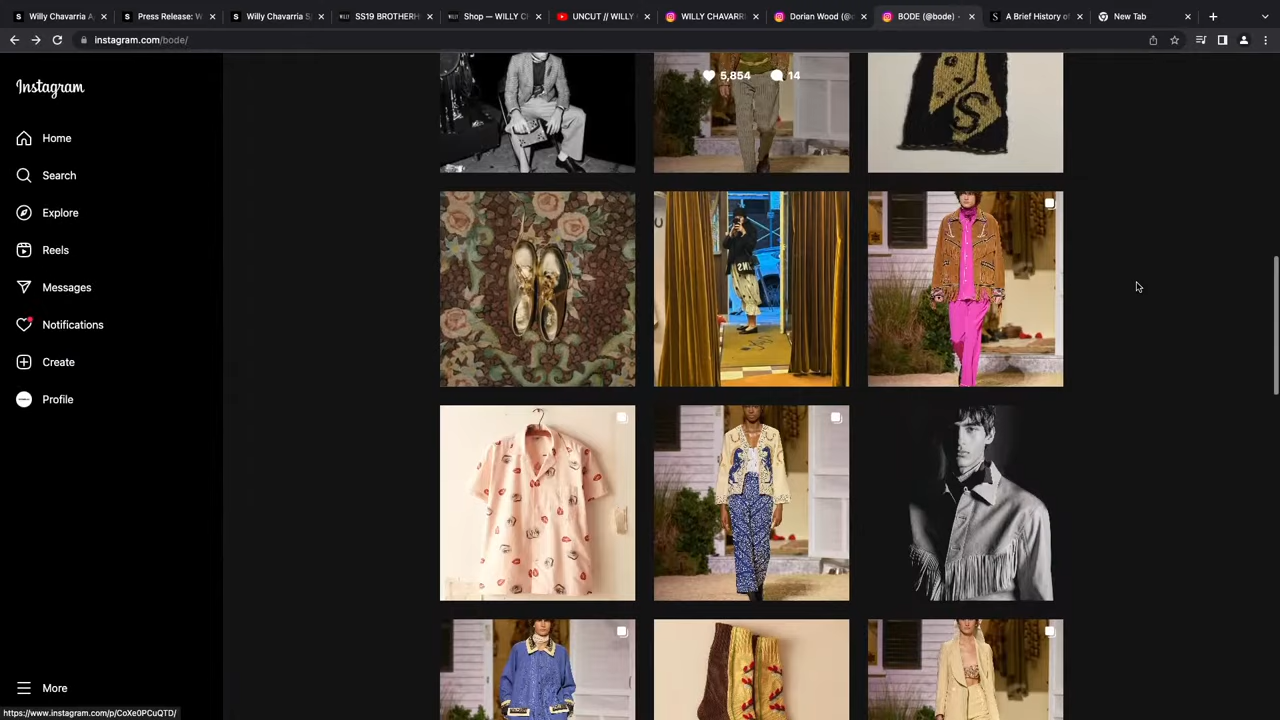 Willy Chavarria A
Press Release: W
Willy Chavarria S
SS19 BROTHERH
Shop — WILLY C
UNCUT // WILLY
WILLY CHAVARR
Dorian Wood (@
BODE (@bode) -
A Brief History of
New Tab
instagram.com/bode/
Instagram
5,854
14
Home
Search
Explore
Reels
Messages
Notifications
Create
Profile
More
https://www.instagram.com/p/CoXe0PCuQTD/